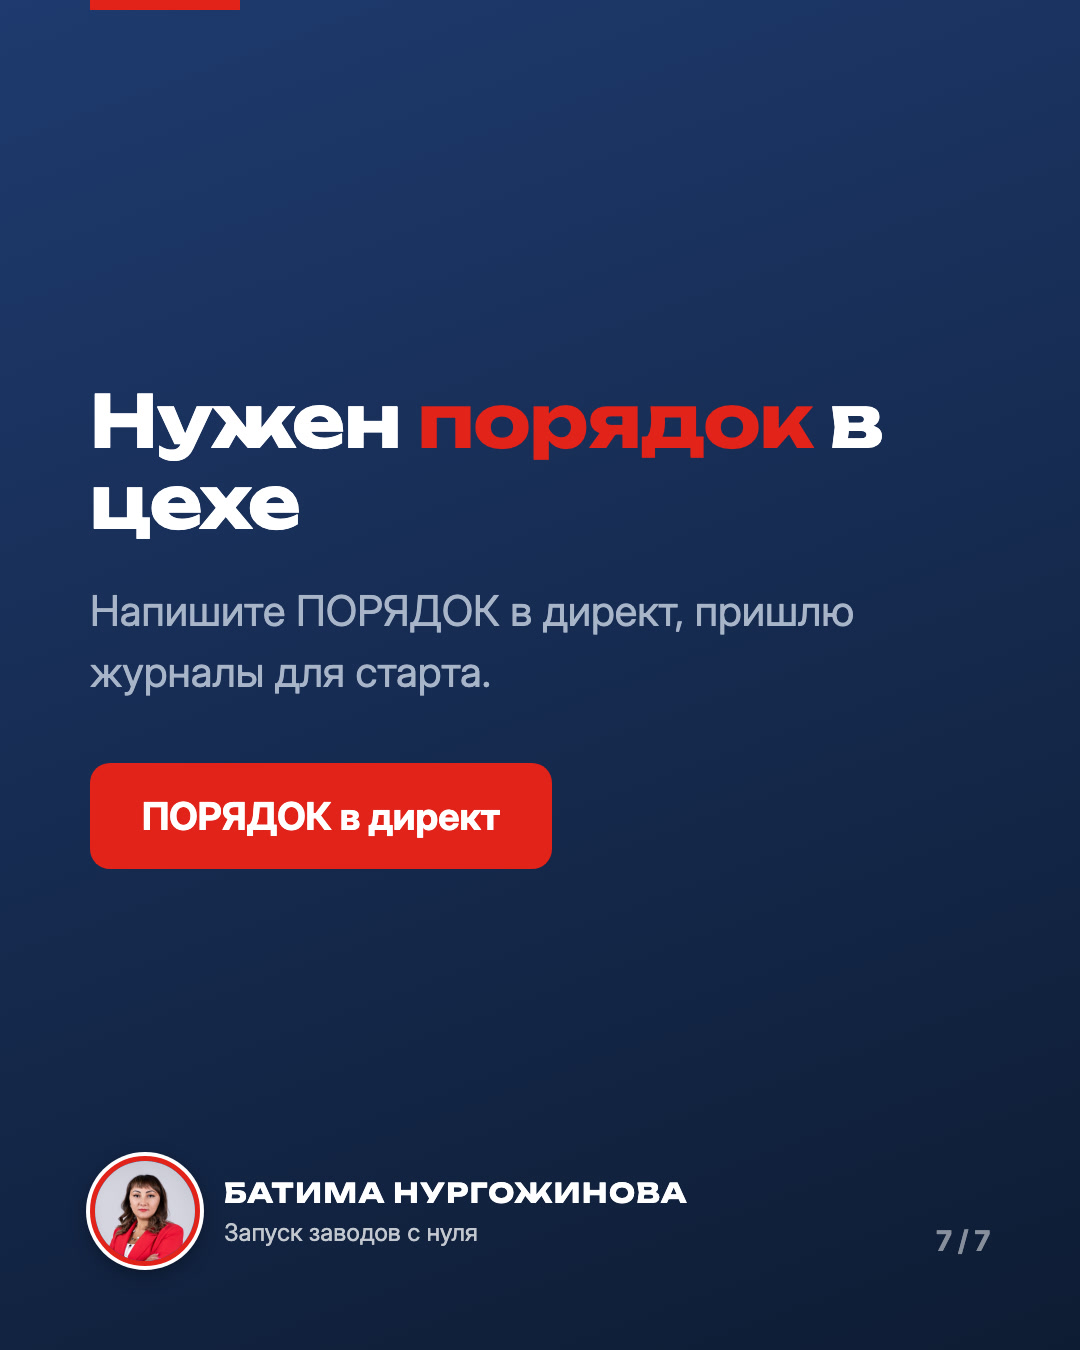 Нужен порядок в
цехе
Напишите ПОРЯДОК в директ, пришлю
журналы для старта.
ПОРЯДОК в директ
БАТИМА НУРГОЖИНОВА
Запуск заводов с нуля
7 / 7